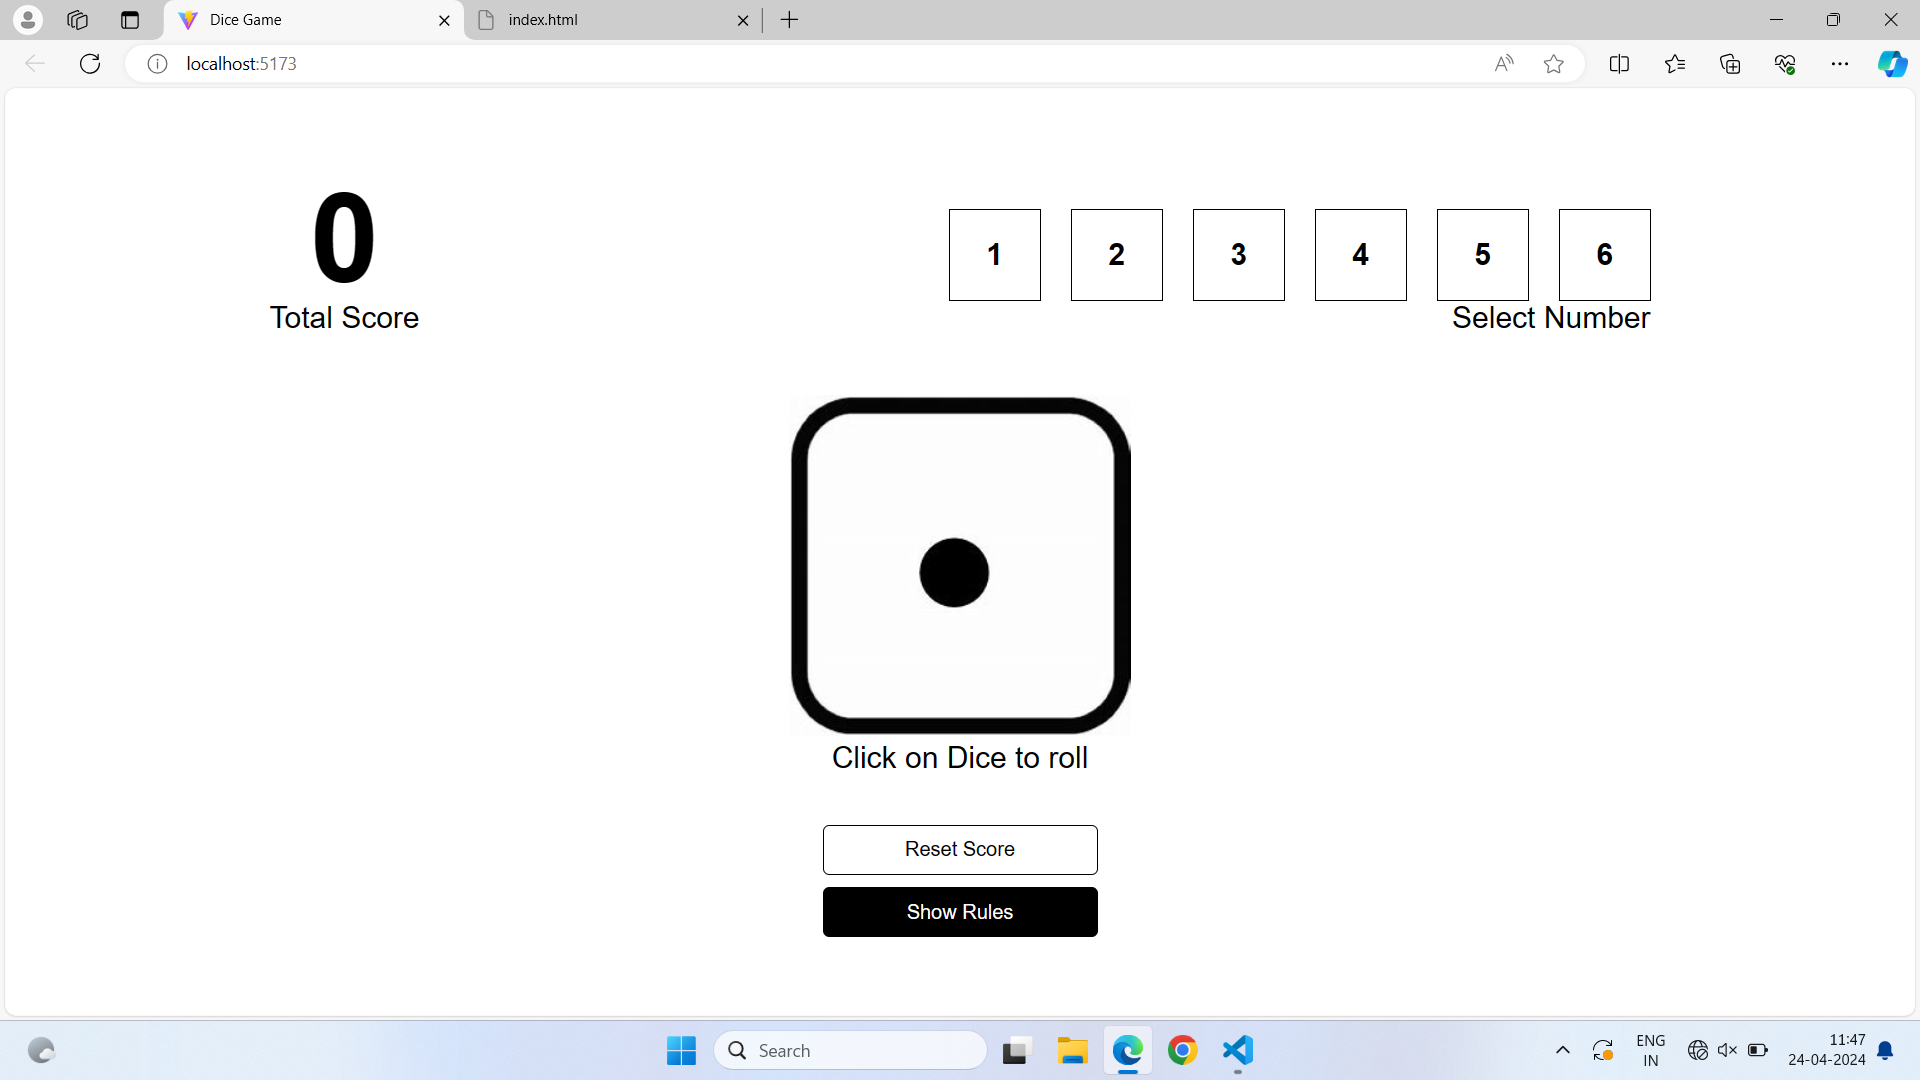 Dice Game
index.html
localhost:5173
0
Total Score
1 2 3 4 5 6
Select Number
Click on Dice to roll
Reset Score
Show Rules
Search
ENG
IN
11:47
24-04-2024